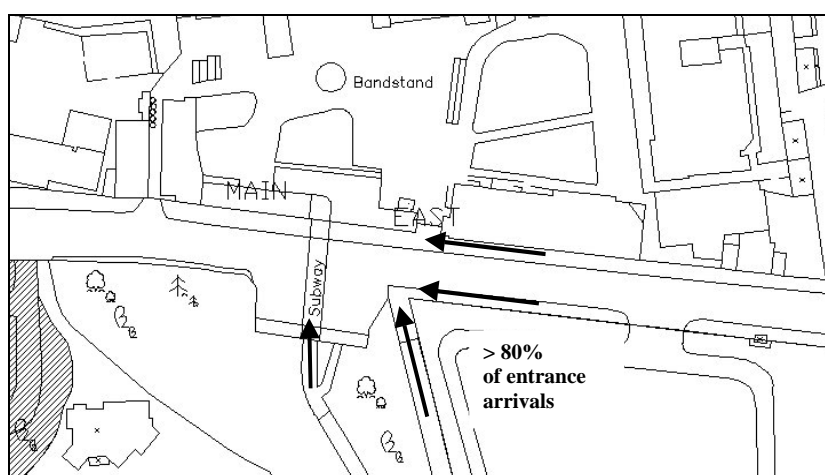 Bandstand
MAIN
EAST
Subway
> 80%
of entrance
arrivals